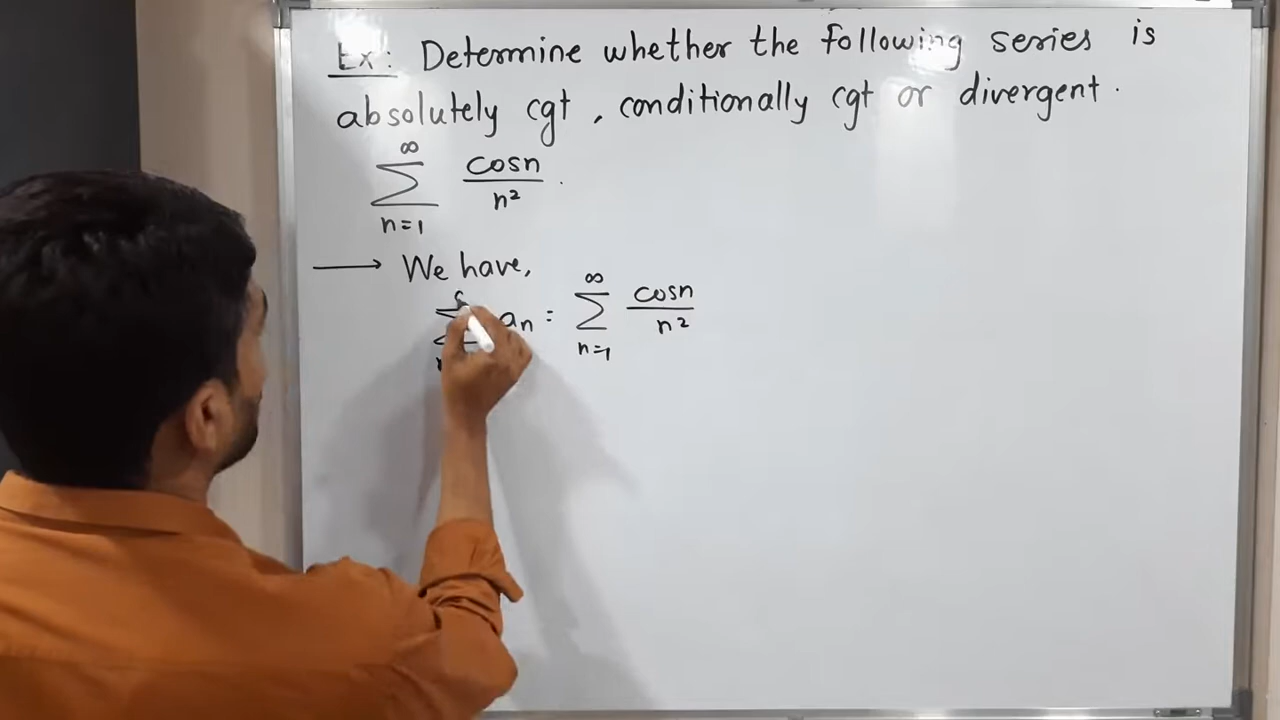 Ex: Determine whether the following series is
absolutely cgt, conditionally cgt or divergent.
∞
∑ cosn / n² .
n=1
→ We have,
∑ aₙ = ∑ cosn / n²
∞
n=1